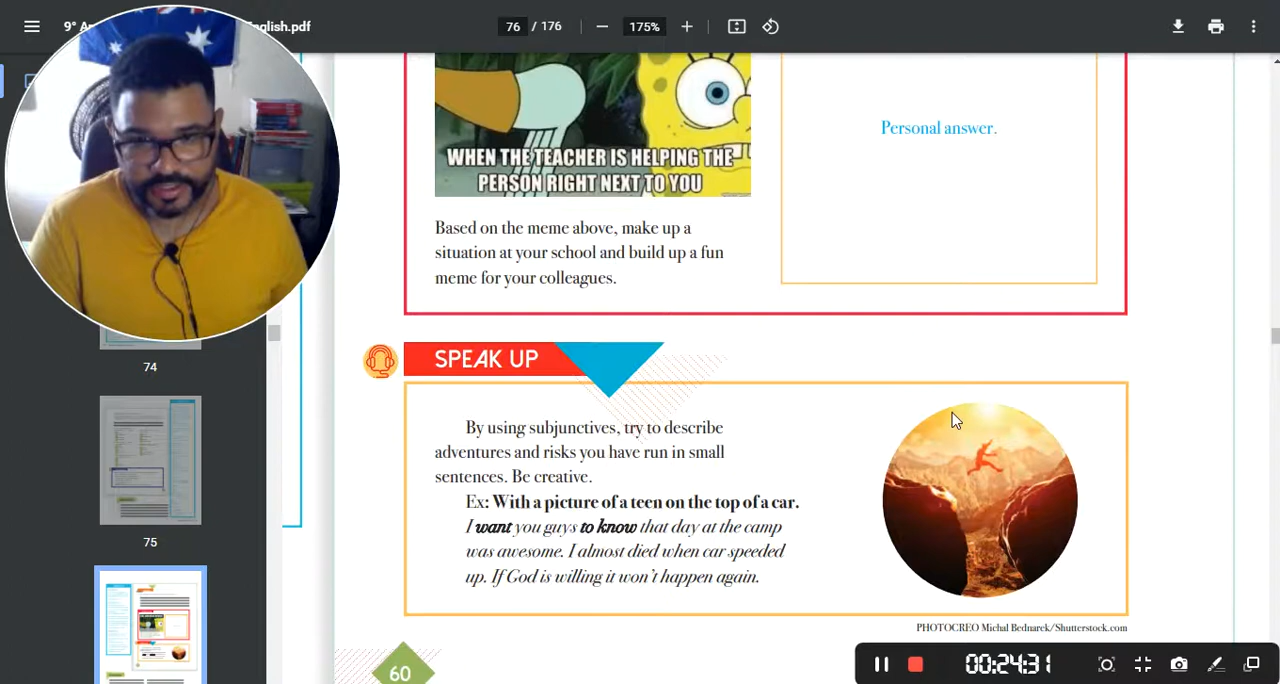 9° A
nglish.pdf
76 / 176
175%
WHEN THE TEACHER IS HELPING THE
PERSON RIGHT NEXT TO YOU
Personal answer.
Based on the meme above, make up a
situation at your school and build up a fun
meme for your colleagues.
74
SPEAK UP
By using subjunctives, try to describe
adventures and risks you have run in small
sentences. Be creative.
Ex: With a picture of a teen on the top of a car.
I want you guys to know that day at the camp
was awesome. I almost died when car speeded
up. If God is willing it won't happen again.
75
PHOTOCREO Michal Bednarek/Shutterstock.com
60
00:24:31